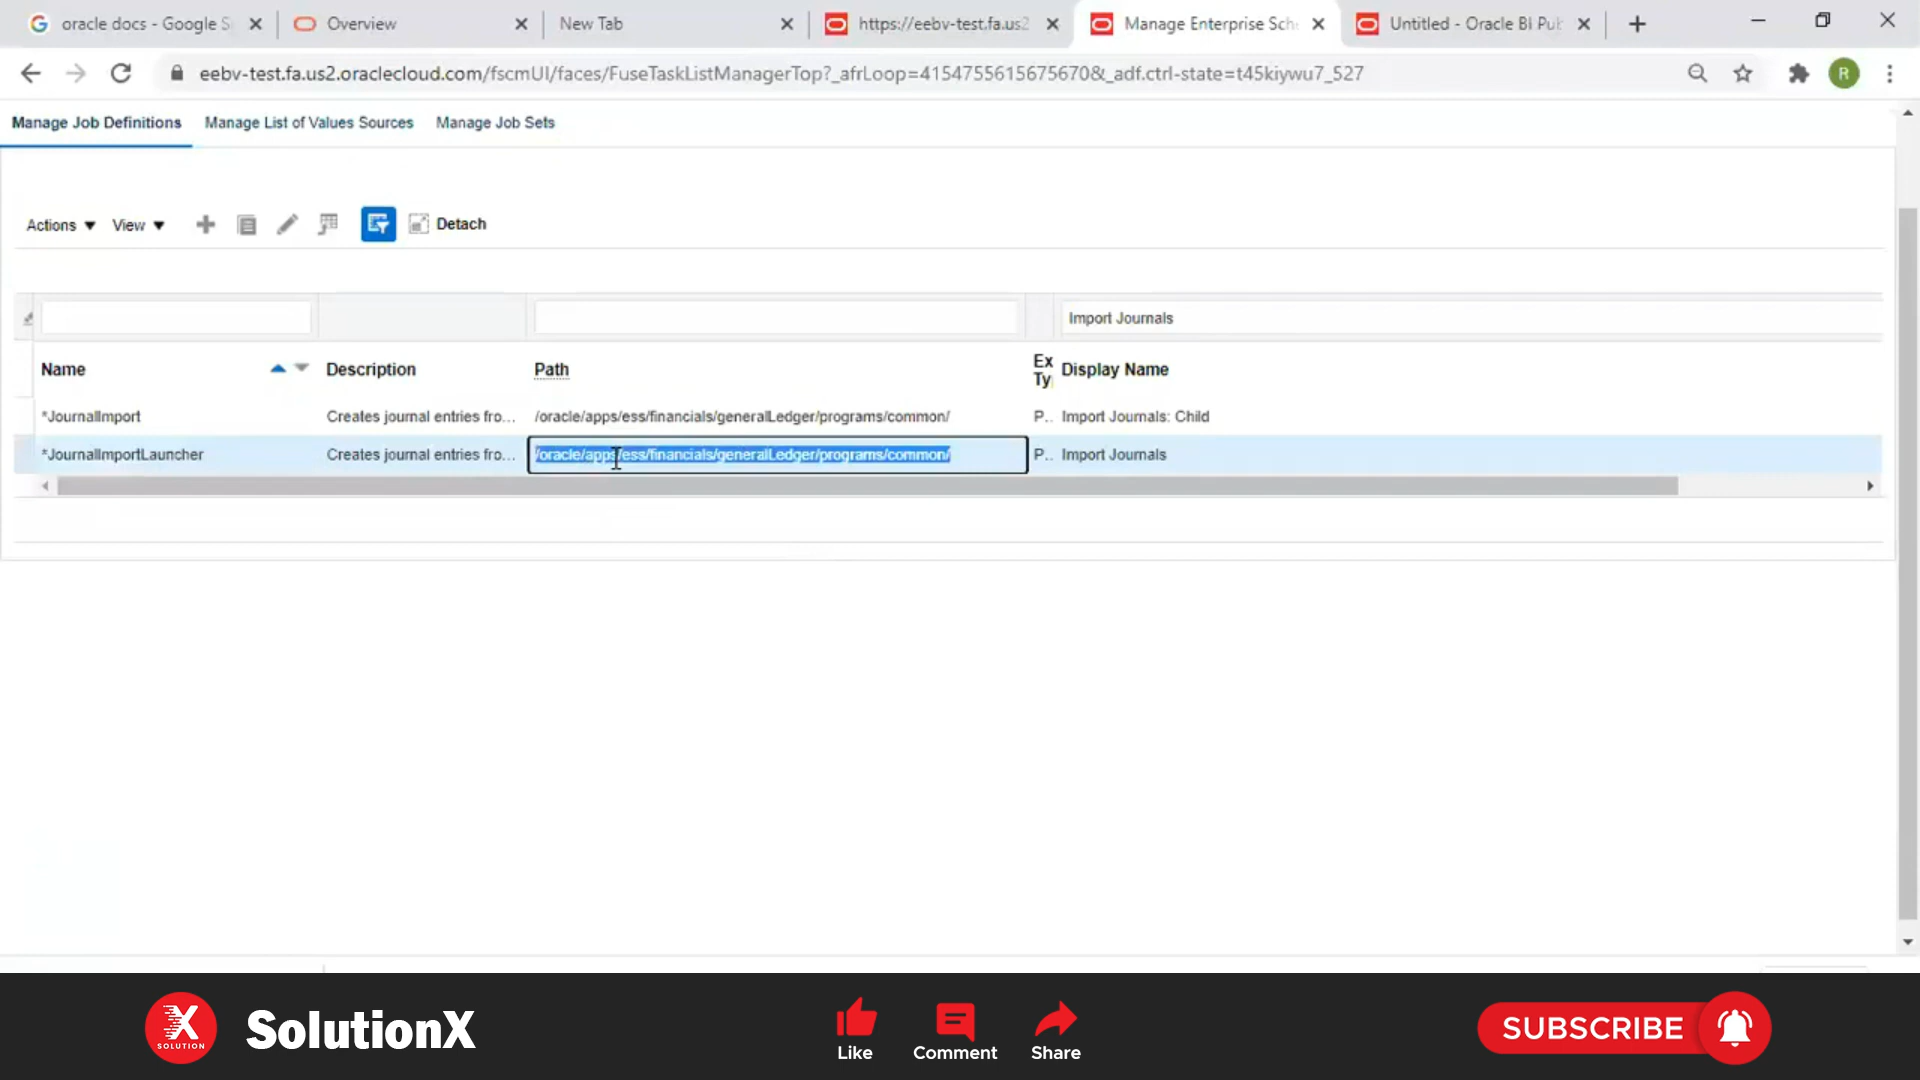 oracle docs - Google S
Overview
New Tab
https://eebv-test.fa.us2
Manage Enterprise Sch
Untitled - Oracle BI Pub
eebv-test.fa.us2.oraclecloud.com/fscmUI/faces/FuseTaskListManagerTop?_afrLoop=4154755615675670&_adf.ctrl-state=t45kiywu7_527
R
Manage Job Definitions Manage List of Values Sources Manage Job Sets
Actions View Detach
Import Journals
Name Description Path Ex Ty Display Name
*JournalImport Creates journal entries fro... /oracle/apps/ess/financials/generalLedger/programs/common/ P.. Import Journals: Child
*JournalImportLauncher Creates journal entries fro... /oracle/apps/ess/financials/generalLedger/programs/common/ P.. Import Journals
X SOLUTION
SolutionX
Like Comment Share
SUBSCRIBE